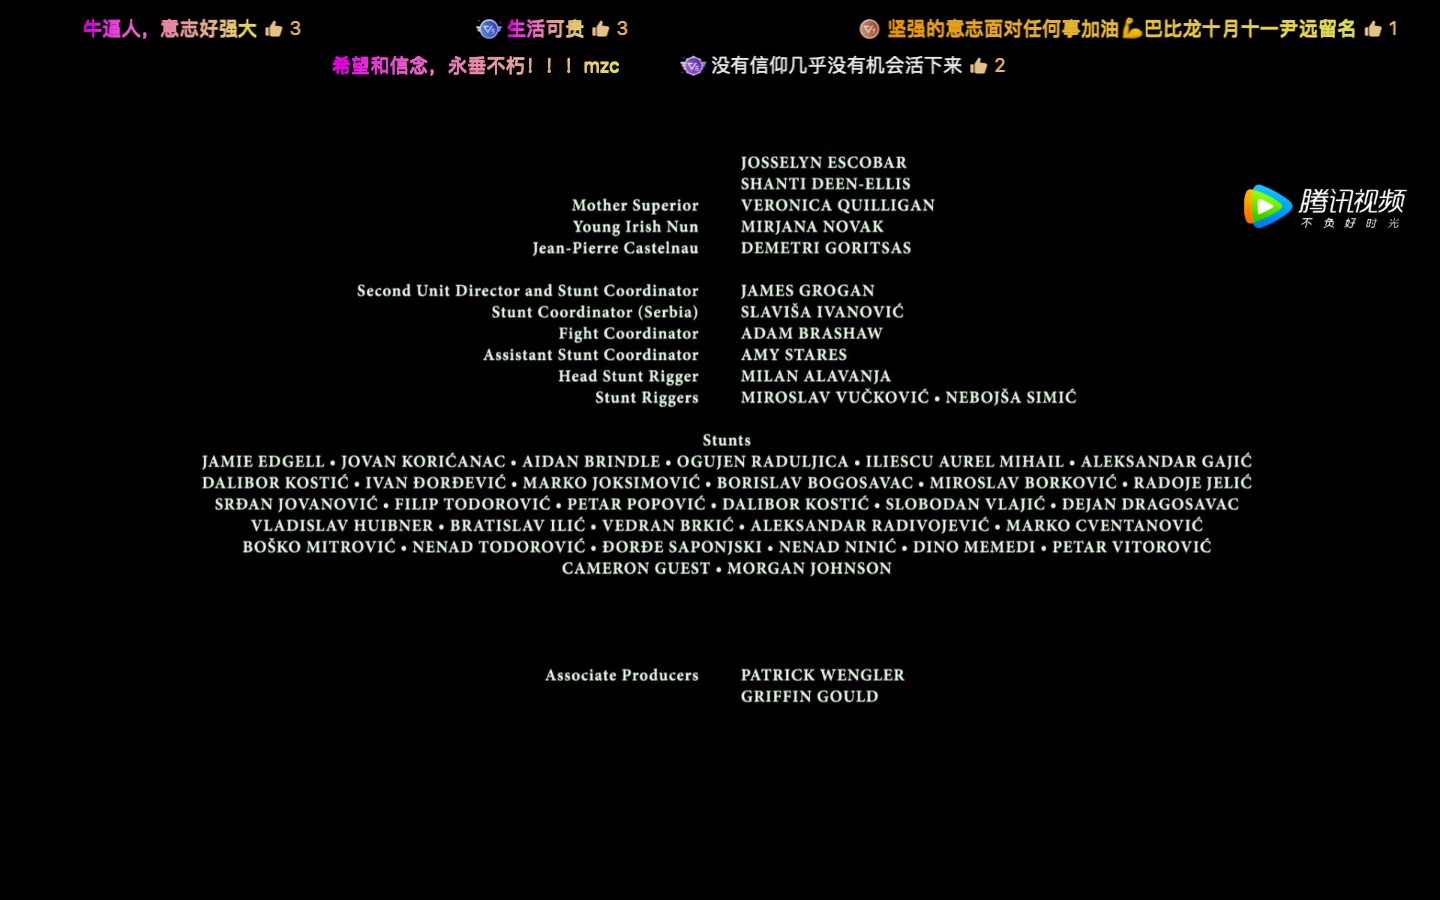 牛逼人，意志好强大 3
生活可贵 3
坚强的意志面对任何事加油💪巴比龙十月十一尹远留名 1
希望和信念，永垂不朽！！！mzc
没有信仰几乎没有机会活下来 2
JOSSELYN ESCOBAR
SHANTI DEEN-ELLIS
Mother Superior VERONICA QUILLIGAN
腾讯视频
不负好时光
Young Irish Nun MIRJANA NOVAK
Jean-Pierre Castelnau DEMETRI GORITSAS
Second Unit Director and Stunt Coordinator JAMES GROGAN
Stunt Coordinator (Serbia) SLAVIŠA IVANOVIĆ
Fight Coordinator ADAM BRASHAW
Assistant Stunt Coordinator AMY STARES
Head Stunt Rigger MILAN ALAVANJA
Stunt Riggers MIROSLAV VUČKOVIĆ • NEBOJŠA SIMIĆ
Stunts
JAMIE EDGELL • JOVAN KORIĆANAC • AIDAN BRINDLE • OGUJEN RADULJICA • ILIESCU AUREL MIHAIL • ALEKSANDAR GAJIĆ
DALIBOR KOSTIĆ • IVAN ĐORĐEVIĆ • MARKO JOKSIMOVIĆ • BORISLAV BOGOSAVAC • MIROSLAV BORKOVIĆ • RADOJE JELIĆ
SRĐAN JOVANOVIĆ • FILIP TODOROVIĆ • PETAR POPOVIĆ • DALIBOR KOSTIĆ • SLOBODAN VLAJIĆ • DEJAN DRAGOSAVAC
VLADISLAV HUIBNER • BRATISLAV ILIĆ • VEDRAN BRKIĆ • ALEKSANDAR RADIVOJEVIĆ • MARKO CVENTANOVIĆ
BOŠKO MITROVIĆ • NENAD TODOROVIĆ • ĐORĐE SAPONJSKI • NENAD NINIĆ • DINO MEMEDI • PETAR VITOROVIĆ
CAMERON GUEST • MORGAN JOHNSON
Associate Producers PATRICK WENGLER
GRIFFIN GOULD